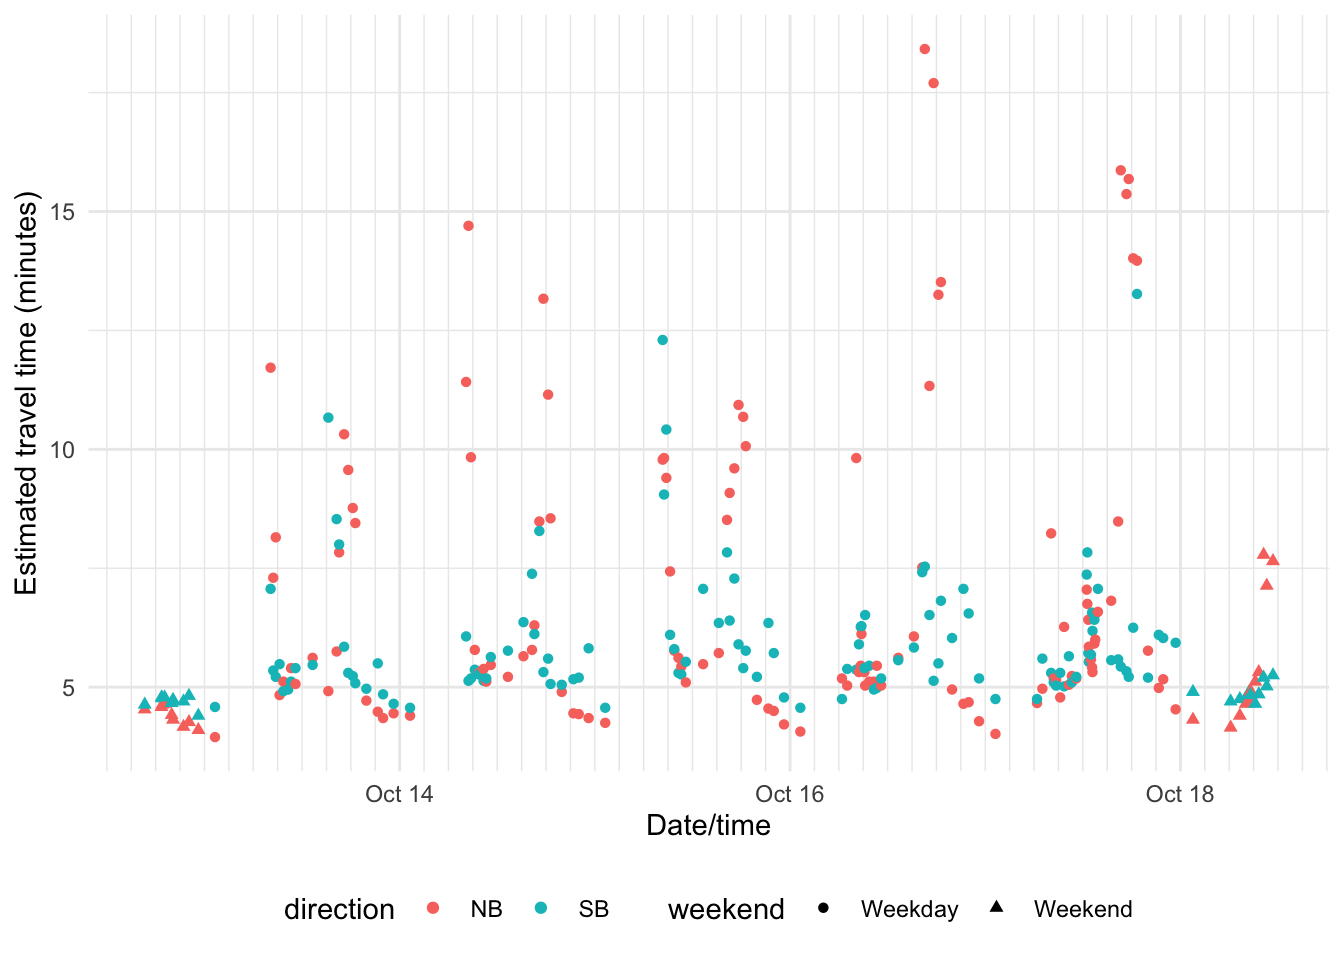 Estimated travel time (minutes)
15
10
5
Oct 14 Oct 16 Oct 18
Date/time
direction NB SB weekend Weekday Weekend